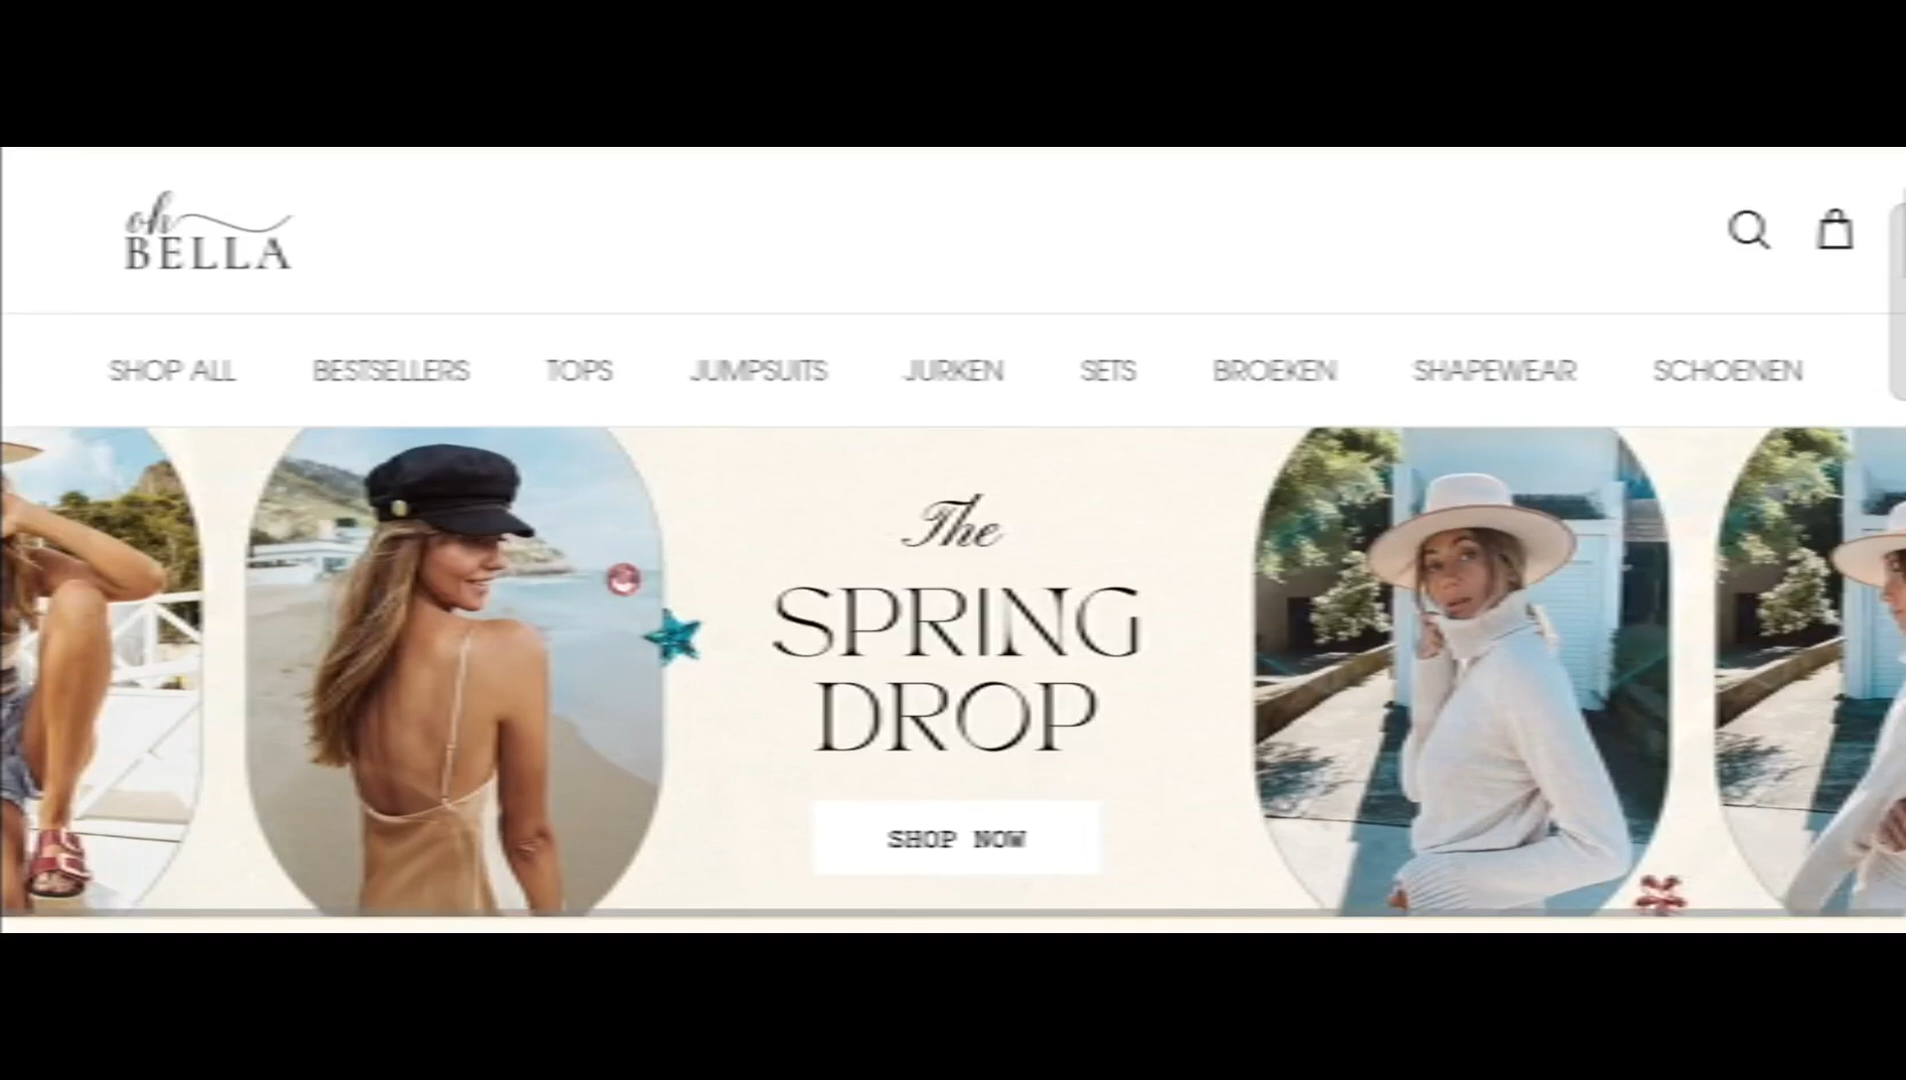 oh
BELLA
SHOP ALL BESTSELLERS TOPS JUMPSUITS JURKEN SETS BROEKEN SHAPEWEAR SCHOENEN
The
SPRING
DROP
SHOP NOW